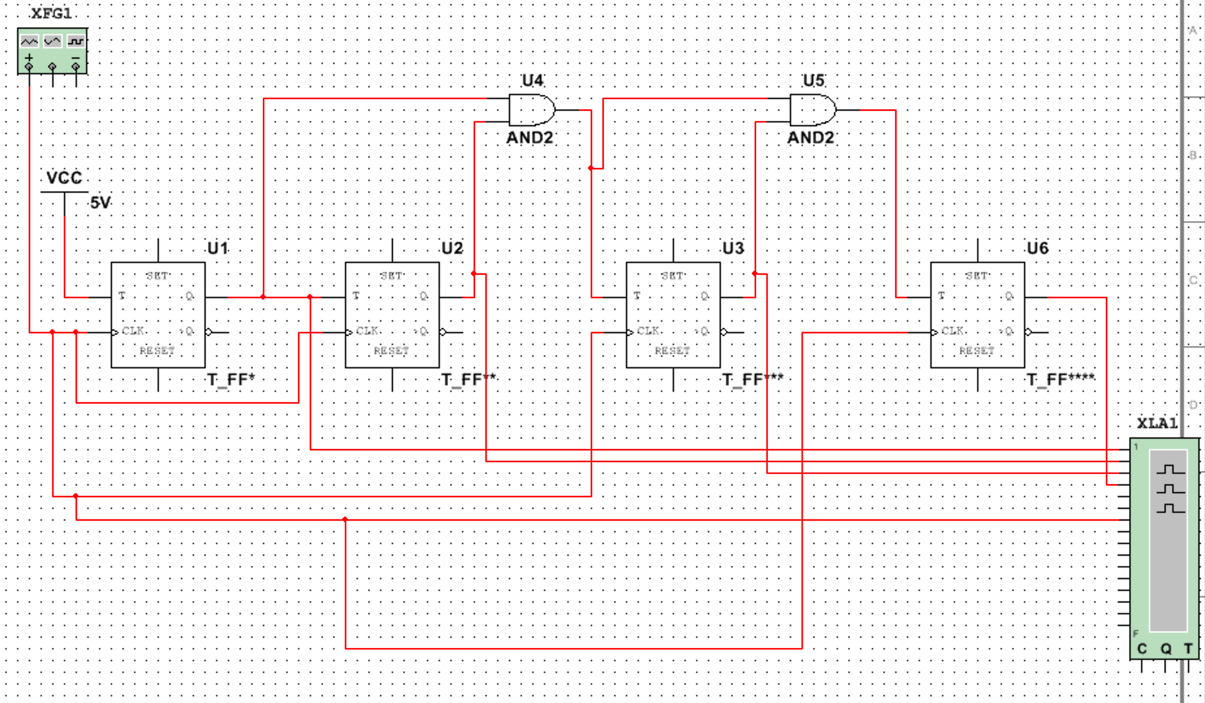 XFG1
A
U4
U5
AND2
AND2
B
VCC
5V
U1
U2
U3
U6
SET
SET
SET
SET
C
T Q
T Q
T Q
T Q
CLK ~Q
CLK ~Q
CLK ~Q
CLK ~Q
RESET
RESET
RESET
RESET
T_FF*
T_FF**
T_FF***
T_FF****
D
XLA1
1
F
C Q T